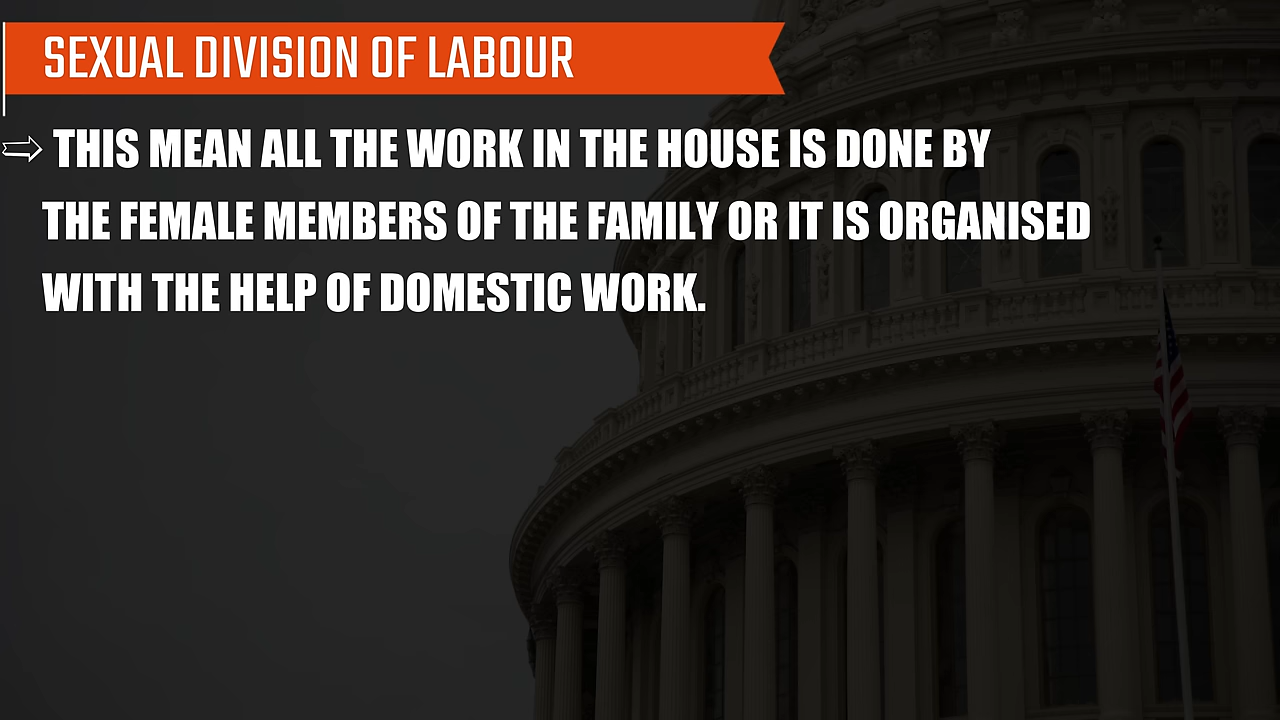 SEXUAL DIVISION OF LABOUR
⇨ THIS MEAN ALL THE WORK IN THE HOUSE IS DONE BY
THE FEMALE MEMBERS OF THE FAMILY OR IT IS ORGANISED
WITH THE HELP OF DOMESTIC WORK.